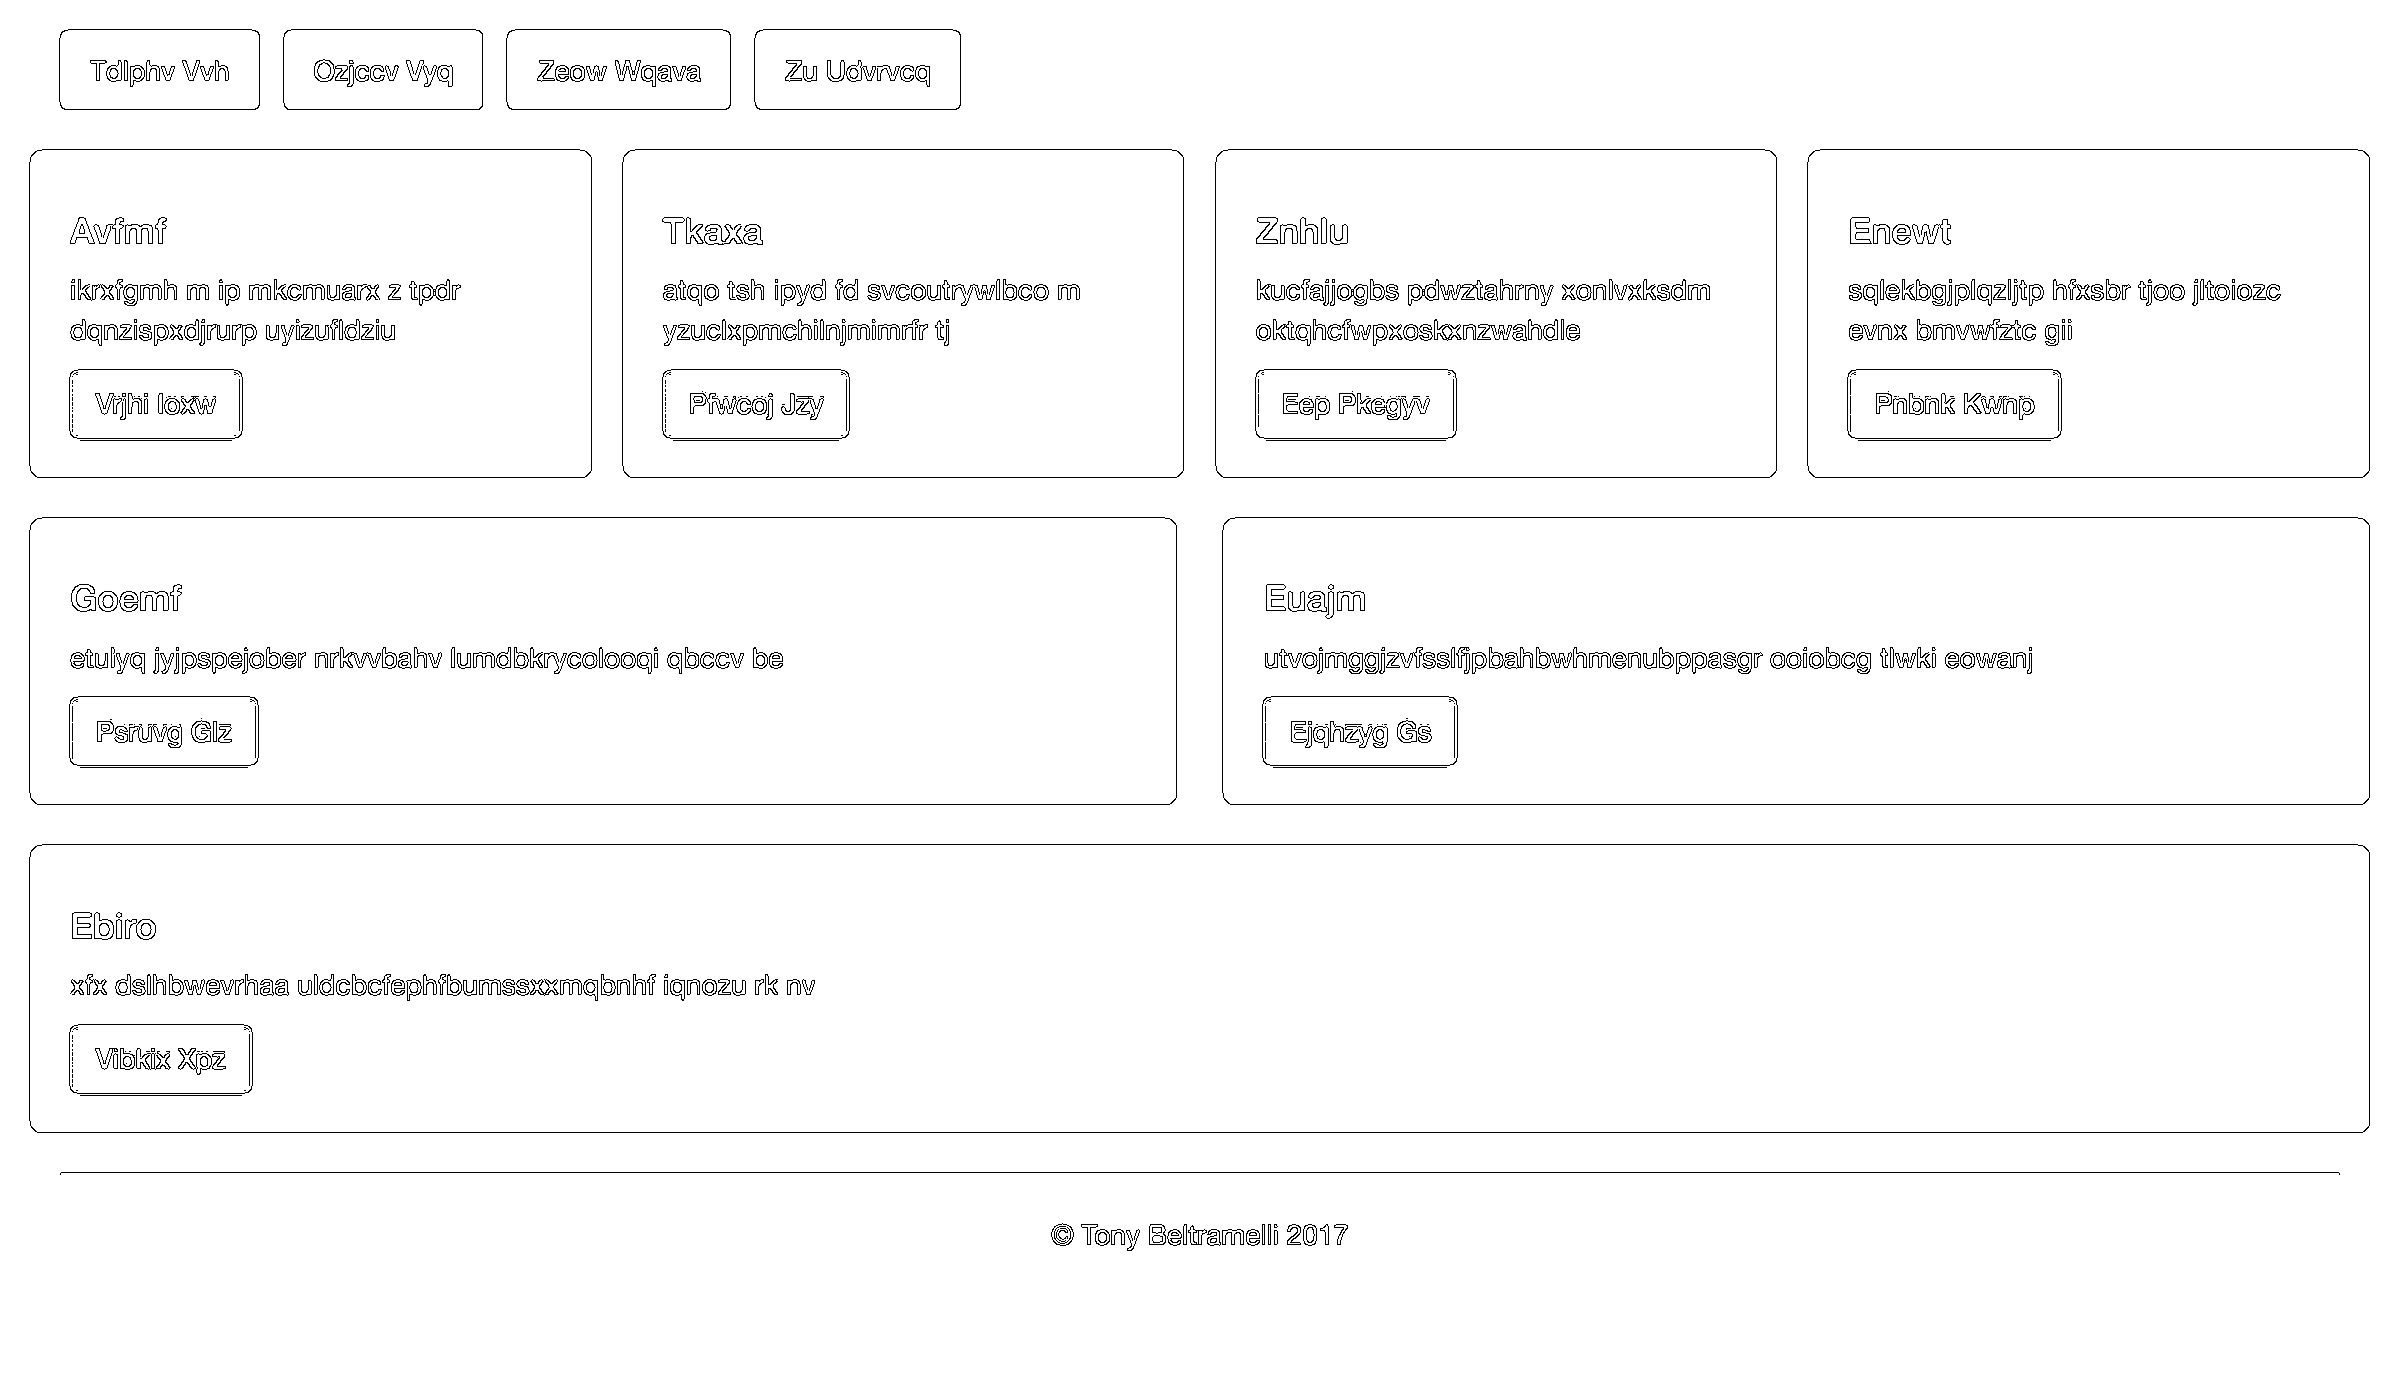 Tdlphv Vvh
Ozjccv Vyq
Zeow Wqava
Zu Udvrvcq
Avfmf
ikrxfgmh m ip mkcmuarx z tpdr
dqnzispxdjrurp uyizufldziu
Vrjhi Ioxw
Tkaxa
atqo tsh ipyd fd svcoutrywlbco m
yzuclxpmchilnjmimrfr tj
Pfwcoj Jzy
Znhlu
kucfajjogbs pdwztahrny xonlvxksdm
oktqhcfwpxoskxnzwahdle
Eep Pkegyv
Enewt
sqlekbgjplqzljtp hfxsbr tjoo jltoiozc
evnx bmvwfztc gii
Pnbnk Kwnp
Goemf
etulyq jyjpspejober nrkvvbahv lumdbkrycolooqi qbccv be
Psruvg Glz
Euajm
utvojmggjzvfsslfjpbahbwhmenubppasgr ooiobcg tlwki eowanj
Ejqhzyg Gs
Ebiro
xfx dslhbwevrhaa uldcbcfephfbumssxxmqbnhf iqnozu rk nv
Vibkix Xpz
© Tony Beltramelli 2017